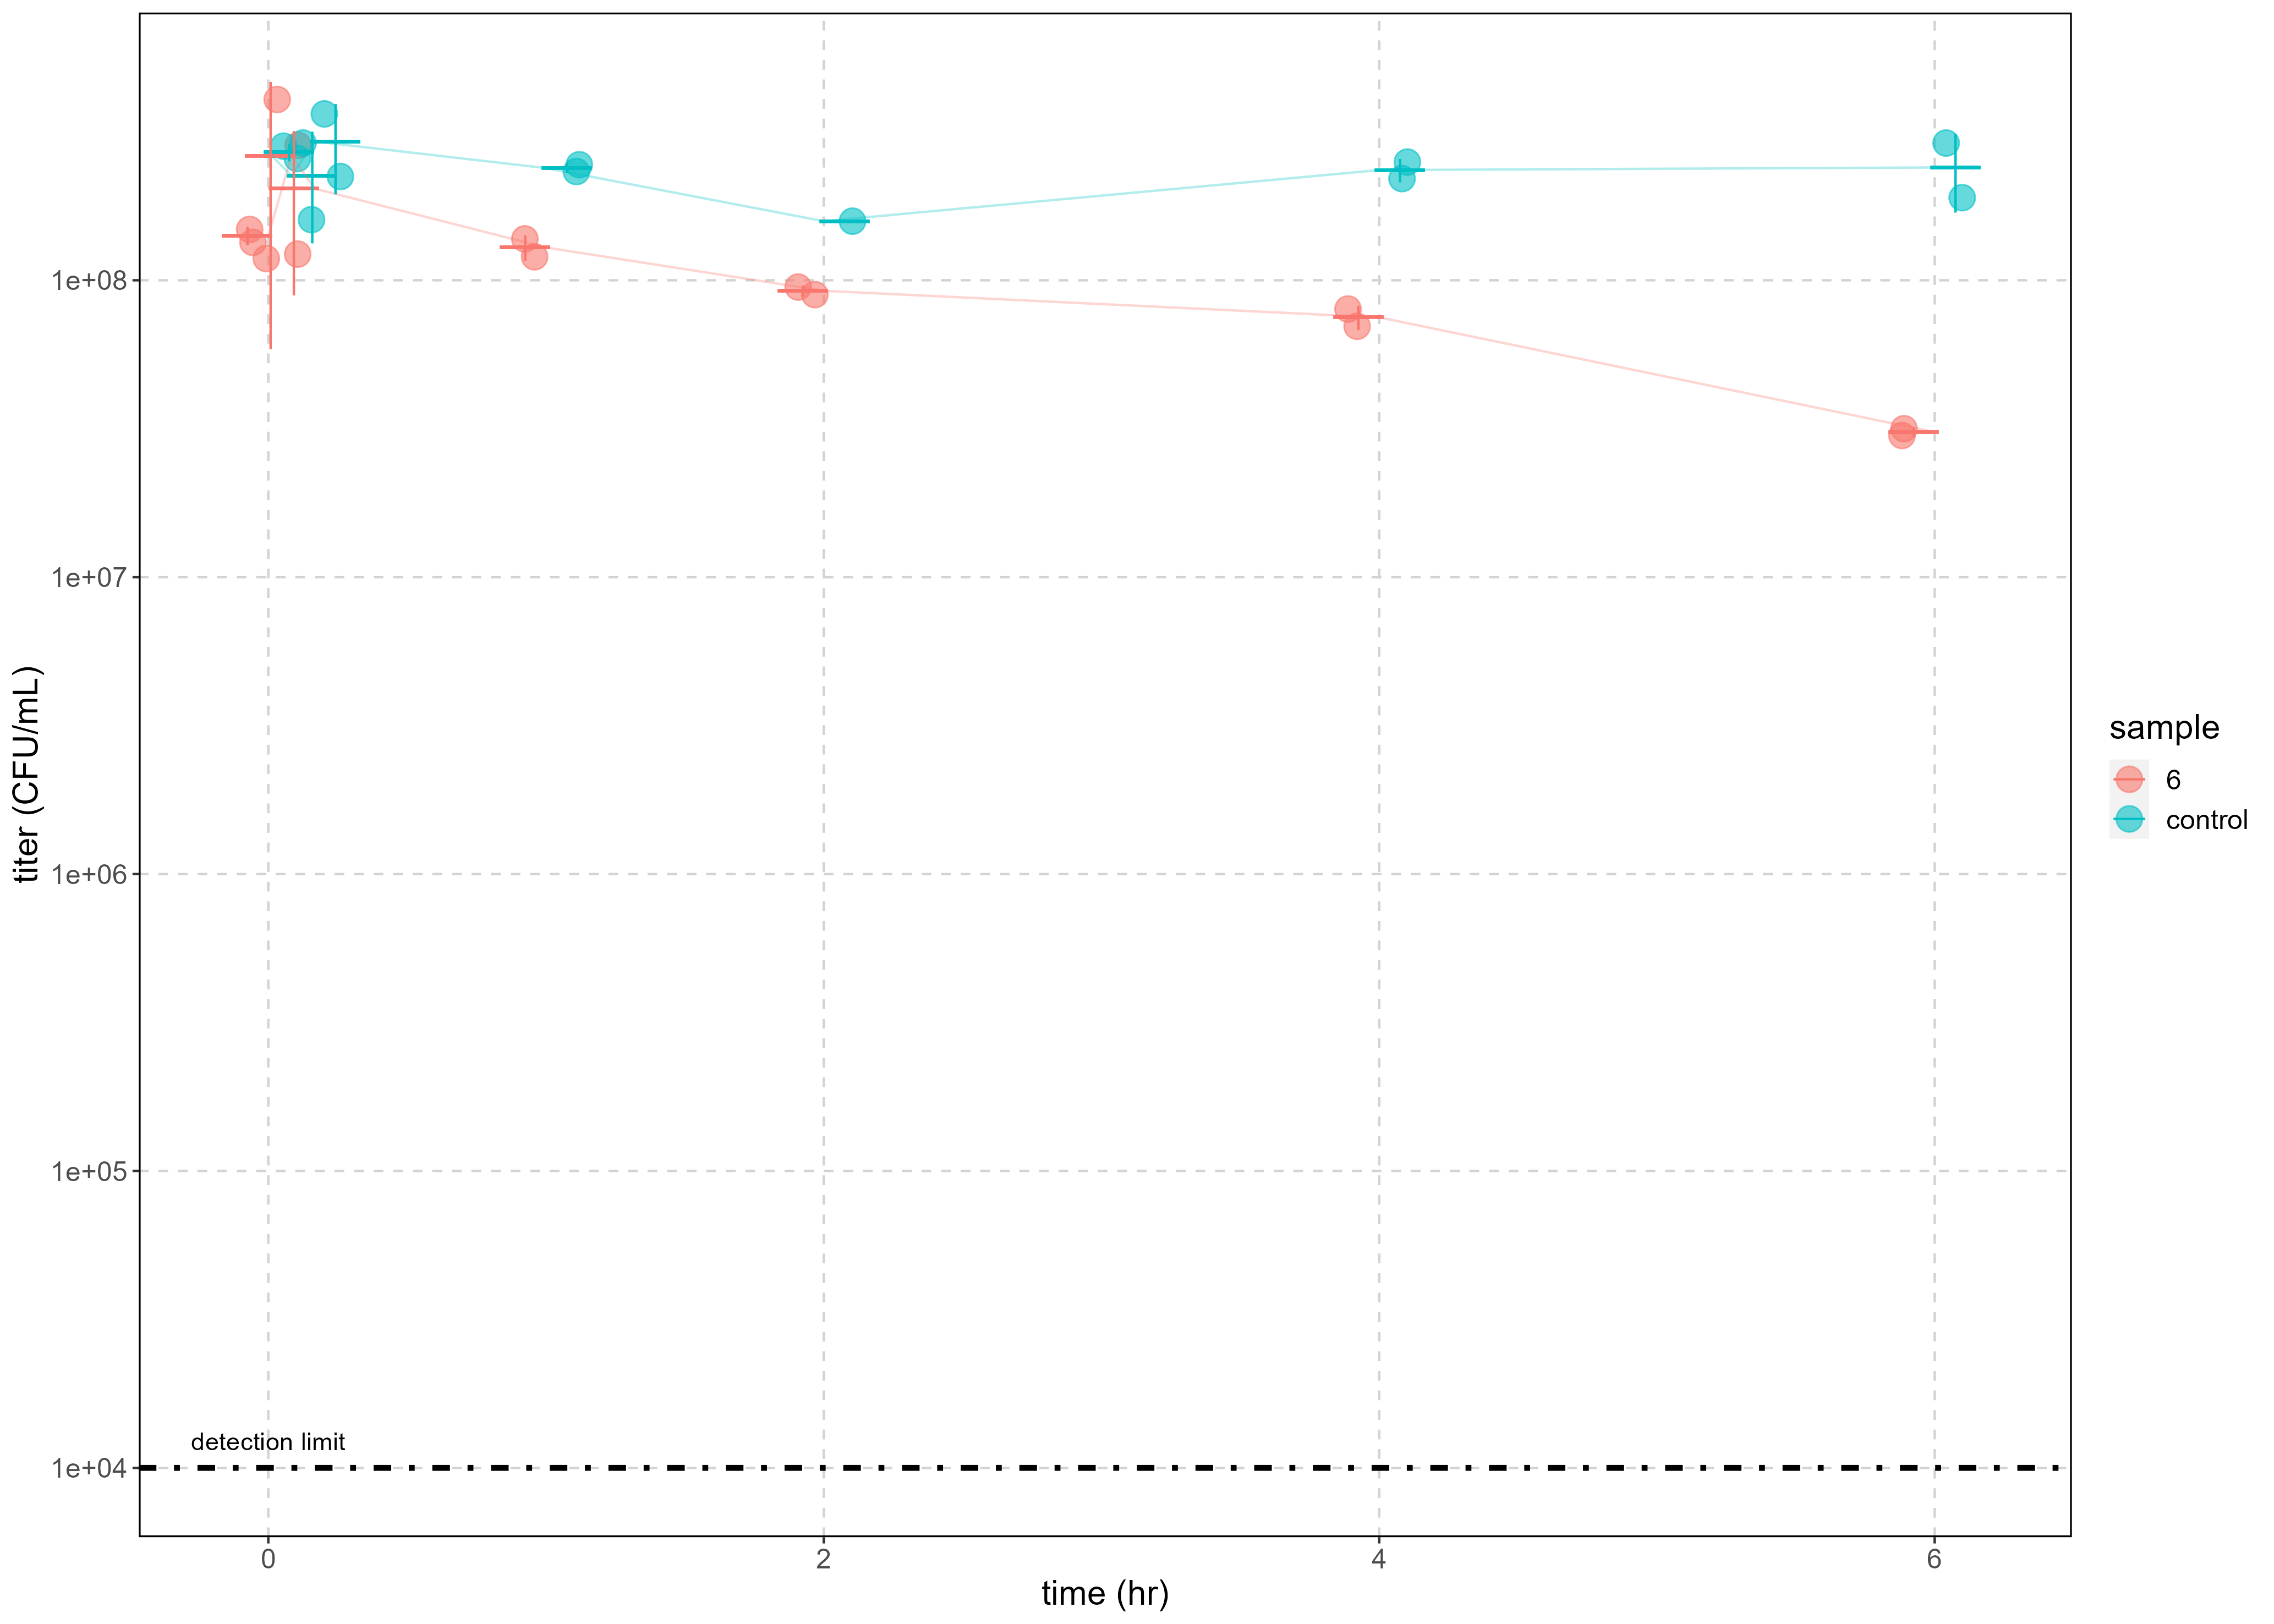 1e+08
1e+07
1e+06
1e+05
1e+04
titer (CFU/mL)
detection limit
0 2 4 6
time (hr)
sample
6
control